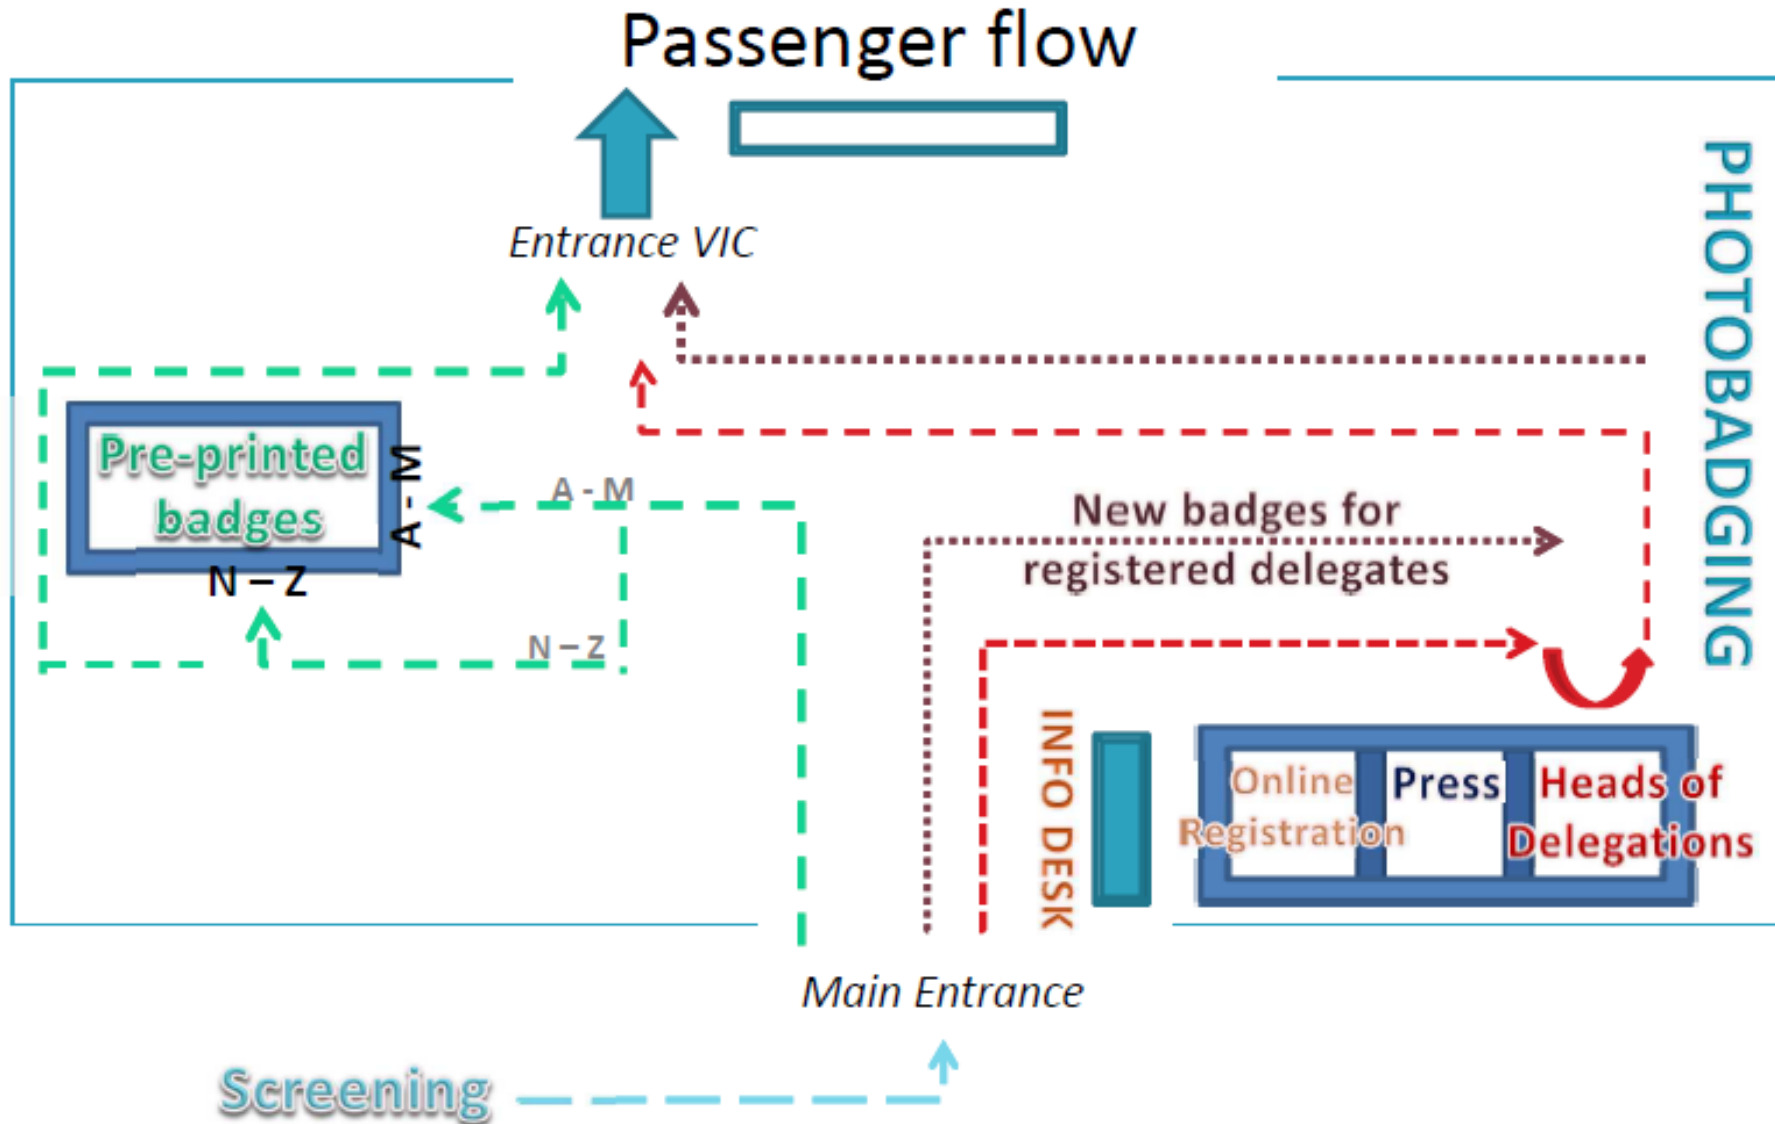 Passenger flow
Entrance VIC
PHOTOBADGING
Pre-printed
badges
A - M
N – Z
A - M
N – Z
New badges for
registered delegates
INFO DESK
Online
Registration
Press
Heads of
Delegations
Main Entrance
Screening